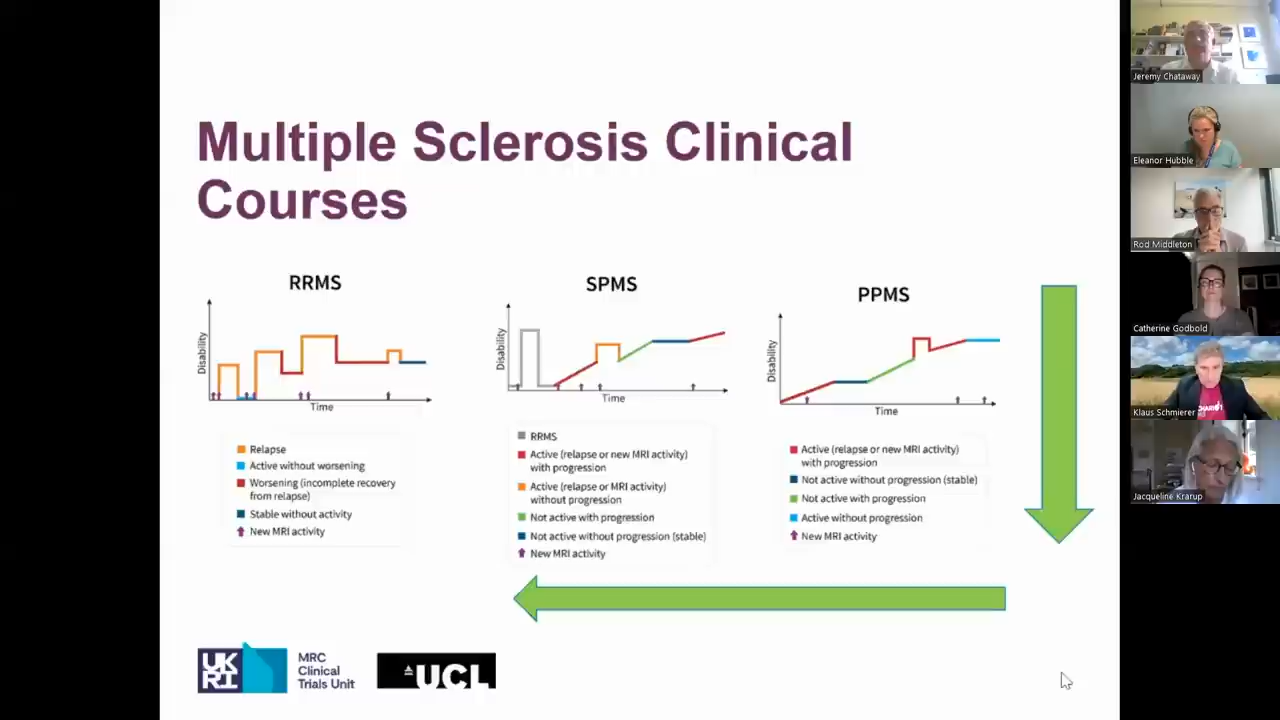 Multiple Sclerosis Clinical
Courses
RRMS
Disability
Time
Relapse
Active without worsening
Worsening (incomplete recovery
from relapse)
Stable without activity
New MRI activity
SPMS
Disability
Time
RRMS
Active (relapse or new MRI activity)
with progression
Active (relapse or MRI activity)
without progression
Not active with progression
Not active without progression (stable)
New MRI activity
PPMS
Disability
Time
Active (relapse or new MRI activity)
with progression
Not active without progression (stable)
Not active with progression
Active without progression
New MRI activity
UK
RI
MRC
Clinical
Trials Unit
UCL
Jeremy Chataway
Eleanor Hubble
Rod Middleton
Catherine Godbold
Klaus Schmierer
Jacqueline Krarup